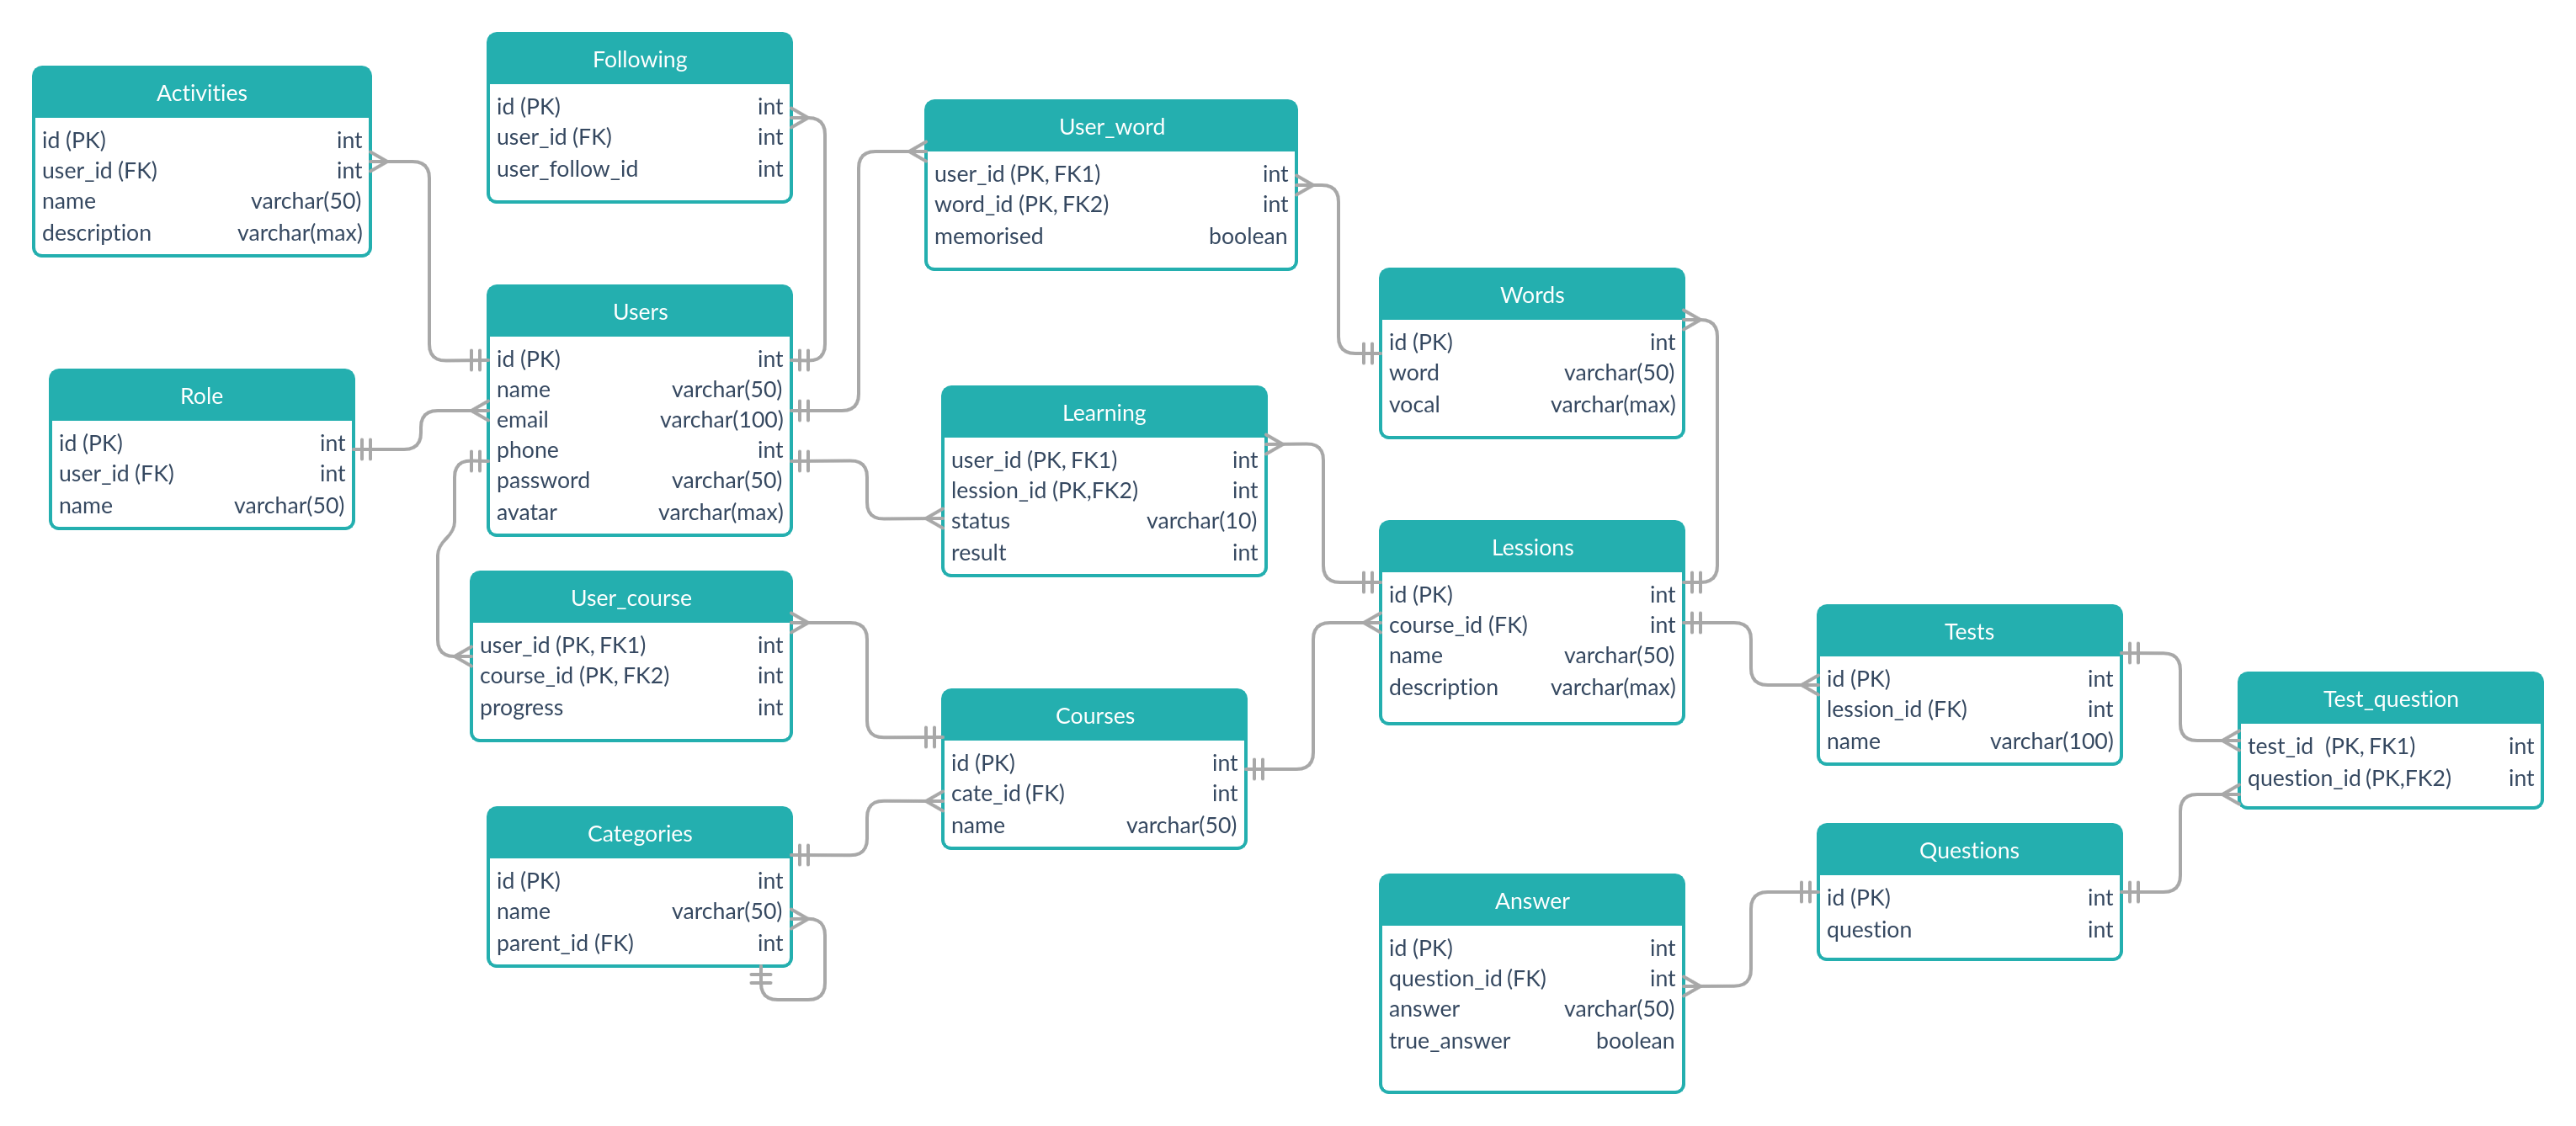 Activities
id (PK) int
user_id (FK) int
name varchar(50)
description varchar(max)
Following
id (PK) int
user_id (FK) int
user_follow_id int
User_word
user_id (PK, FK1) int
word_id (PK, FK2) int
memorised boolean
Words
id (PK) int
word varchar(50)
vocal varchar(max)
Role
id (PK) int
user_id (FK) int
name varchar(50)
Users
id (PK) int
name varchar(50)
email varchar(100)
phone int
password varchar(50)
avatar varchar(max)
Learning
user_id (PK, FK1) int
lession_id (PK,FK2) int
status varchar(10)
result int
Lessions
id (PK) int
course_id (FK) int
name varchar(50)
description varchar(max)
User_course
user_id (PK, FK1) int
course_id (PK, FK2) int
progress int
Courses
id (PK) int
cate_id (FK) int
name varchar(50)
Tests
id (PK) int
lession_id (FK) int
name varchar(100)
Test_question
test_id (PK, FK1) int
question_id (PK,FK2) int
Categories
id (PK) int
name varchar(50)
parent_id (FK) int
Answer
id (PK) int
question_id (FK) int
answer varchar(50)
true_answer boolean
Questions
id (PK) int
question int